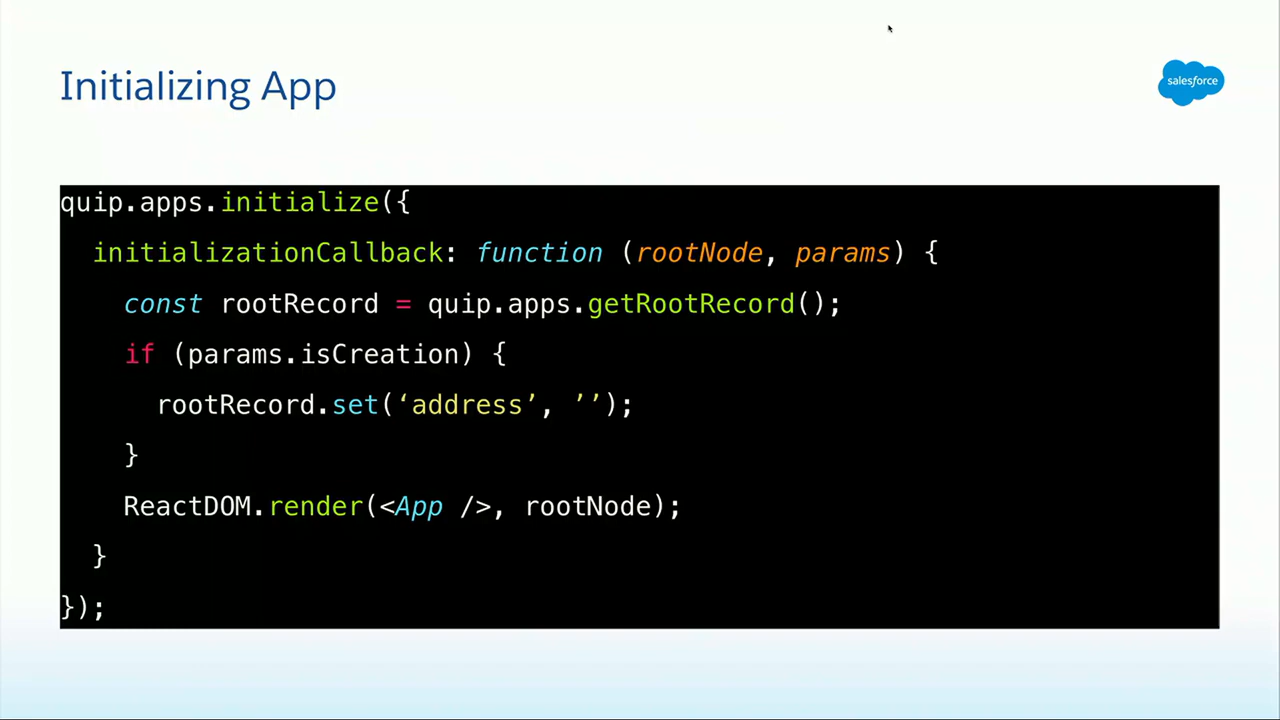 Initializing App
salesforce
quip.apps.initialize({
initializationCallback: function (rootNode, params) {
const rootRecord = quip.apps.getRootRecord();
if (params.isCreation) {
rootRecord.set(‘address’, ’’);
}
ReactDOM.render(<App />, rootNode);
}
});